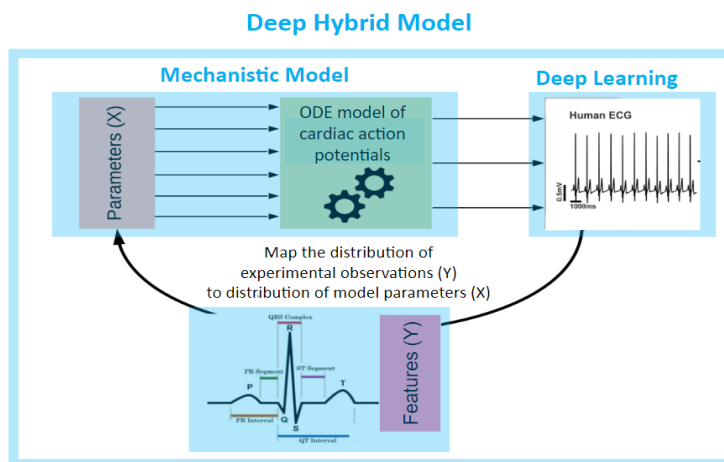 Deep Hybrid Model
Mechanistic Model
Deep Learning
Parameters (X)
ODE model of
cardiac action
potentials
Human ECG
0.5mV
1000ms
Map the distribution of
experimental observations (Y)
to distribution of model parameters (X)
QRS Complex
R
PR Segment
ST Segment
P
T
Q
S
PR Interval
QT Interval
Features (Y)